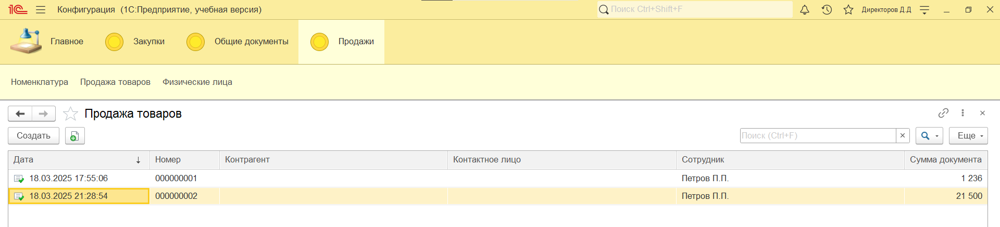 1С Конфигурация (1С:Предприятие, учебная версия) Поиск Ctrl+Shift+F Директоров Д.Д
Главное Закупки Общие документы Продажи
Номенклатура Продажа товаров Физические лица
Продажа товаров
Создать Поиск (Ctrl+F) × Еще
Дата ↓ Номер Контрагент Контактное лицо Сотрудник Сумма документа
18.03.2025 17:55:06 000000001 Петров П.П. 1 236
18.03.2025 21:28:54 000000002 Петров П.П. 21 500